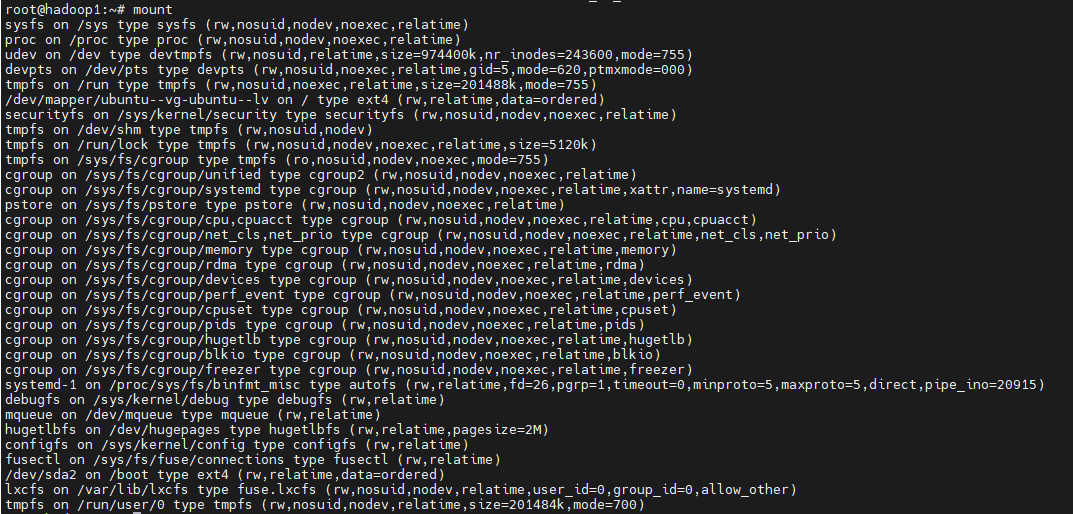 root@hadoop1:~# mount
sysfs on /sys type sysfs (rw,nosuid,nodev,noexec,relatime)
proc on /proc type proc (rw,nosuid,nodev,noexec,relatime)
udev on /dev type devtmpfs (rw,nosuid,relatime,size=974400k,nr_inodes=243600,mode=755)
devpts on /dev/pts type devpts (rw,nosuid,noexec,relatime,gid=5,mode=620,ptmxmode=000)
tmpfs on /run type tmpfs (rw,nosuid,noexec,relatime,size=201488k,mode=755)
/dev/mapper/ubuntu--vg-ubuntu--lv on / type ext4 (rw,relatime,data=ordered)
securityfs on /sys/kernel/security type securityfs (rw,nosuid,nodev,noexec,relatime)
tmpfs on /dev/shm type tmpfs (rw,nosuid,nodev)
tmpfs on /run/lock type tmpfs (rw,nosuid,nodev,noexec,relatime,size=5120k)
tmpfs on /sys/fs/cgroup type tmpfs (ro,nosuid,nodev,noexec,mode=755)
cgroup on /sys/fs/cgroup/unified type cgroup2 (rw,nosuid,nodev,noexec,relatime)
cgroup on /sys/fs/cgroup/systemd type cgroup (rw,nosuid,nodev,noexec,relatime,xattr,name=systemd)
pstore on /sys/fs/pstore type pstore (rw,nosuid,nodev,noexec,relatime)
cgroup on /sys/fs/cgroup/cpu,cpuacct type cgroup (rw,nosuid,nodev,noexec,relatime,cpu,cpuacct)
cgroup on /sys/fs/cgroup/net_cls,net_prio type cgroup (rw,nosuid,nodev,noexec,relatime,net_cls,net_prio)
cgroup on /sys/fs/cgroup/memory type cgroup (rw,nosuid,nodev,noexec,relatime,memory)
cgroup on /sys/fs/cgroup/rdma type cgroup (rw,nosuid,nodev,noexec,relatime,rdma)
cgroup on /sys/fs/cgroup/devices type cgroup (rw,nosuid,nodev,noexec,relatime,devices)
cgroup on /sys/fs/cgroup/perf_event type cgroup (rw,nosuid,nodev,noexec,relatime,perf_event)
cgroup on /sys/fs/cgroup/cpuset type cgroup (rw,nosuid,nodev,noexec,relatime,cpuset)
cgroup on /sys/fs/cgroup/pids type cgroup (rw,nosuid,nodev,noexec,relatime,pids)
cgroup on /sys/fs/cgroup/hugetlb type cgroup (rw,nosuid,nodev,noexec,relatime,hugetlb)
cgroup on /sys/fs/cgroup/blkio type cgroup (rw,nosuid,nodev,noexec,relatime,blkio)
cgroup on /sys/fs/cgroup/freezer type cgroup (rw,nosuid,nodev,noexec,relatime,freezer)
systemd-1 on /proc/sys/fs/binfmt_misc type autofs (rw,relatime,fd=26,pgrp=1,timeout=0,minproto=5,maxproto=5,direct,pipe_ino=20915)
debugfs on /sys/kernel/debug type debugfs (rw,relatime)
mqueue on /dev/mqueue type mqueue (rw,relatime)
hugetlbfs on /dev/hugepages type hugetlbfs (rw,relatime,pagesize=2M)
configfs on /sys/kernel/config type configfs (rw,relatime)
fusectl on /sys/fs/fuse/connections type fusectl (rw,relatime)
/dev/sda2 on /boot type ext4 (rw,relatime,data=ordered)
lxcfs on /var/lib/lxcfs type fuse.lxcfs (rw,nosuid,nodev,relatime,user_id=0,group_id=0,allow_other)
tmpfs on /run/user/0 type tmpfs (rw,nosuid,nodev,relatime,size=201484k,mode=700)